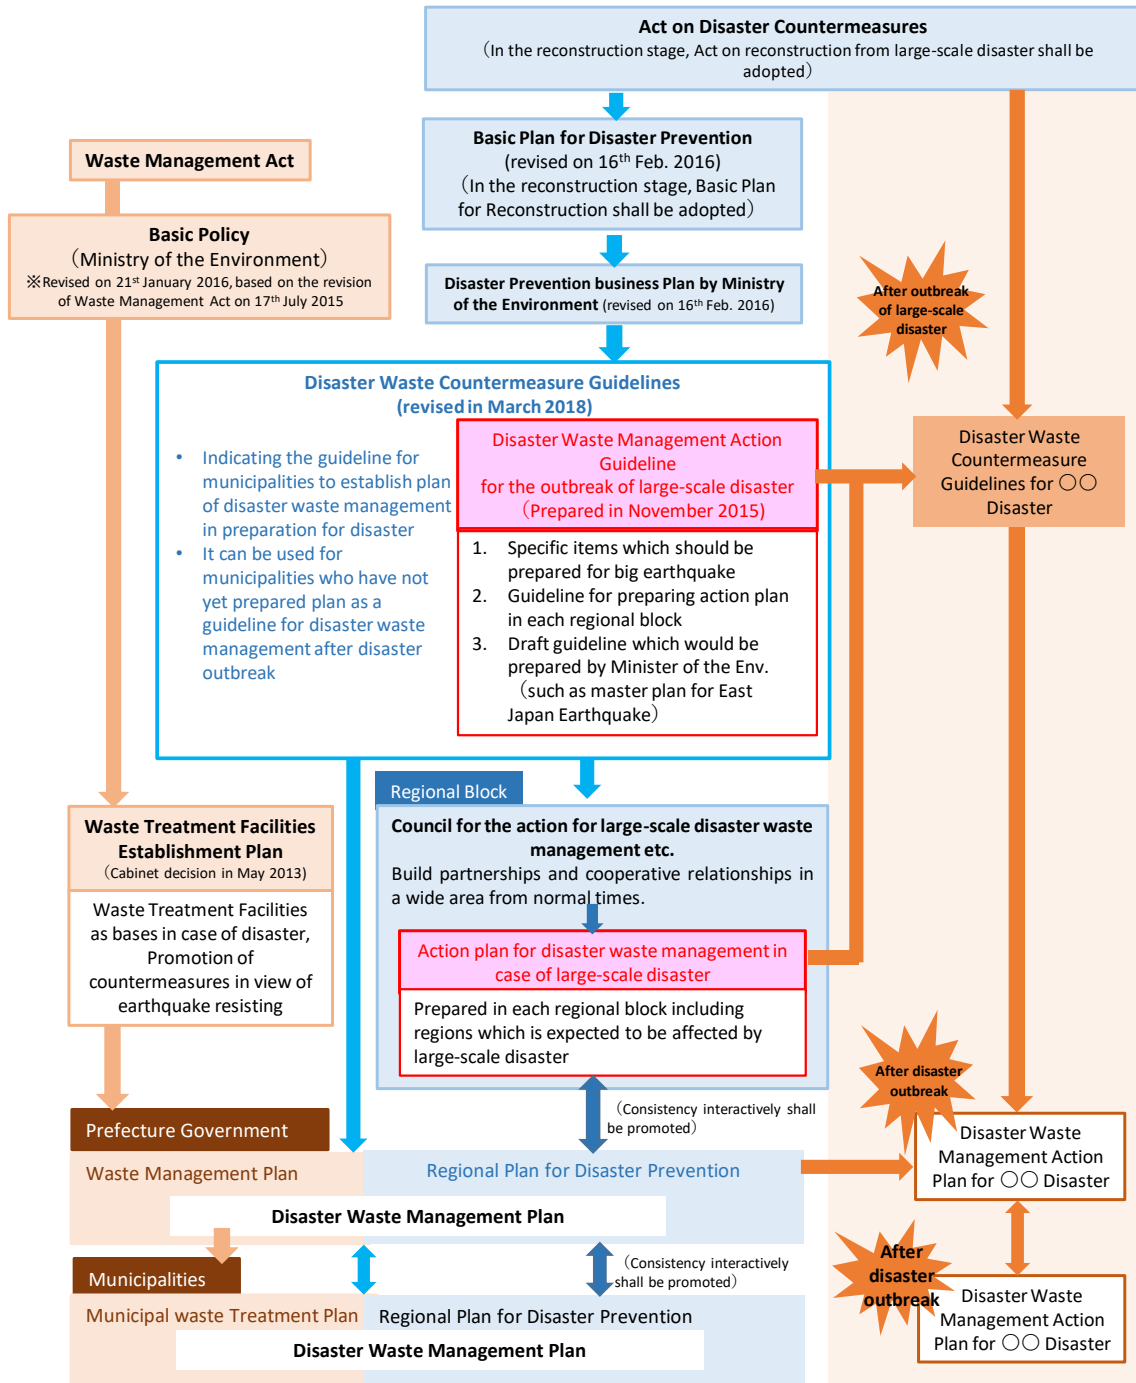 Act on Disaster Countermeasures
（In the reconstruction stage, Act on reconstruction from large-scale disaster shall be
adopted）
Basic Plan for Disaster Prevention
(revised on 16th Feb. 2016)
（In the reconstruction stage, Basic Plan
for Reconstruction shall be adopted）
Waste Management Act
Basic Policy
（Ministry of the Environment）
※Revised on 21st January 2016, based on the revision
of Waste Management Act on 17th July 2015
Disaster Prevention business Plan by Ministry
of the Environment (revised on 16th Feb. 2016)
After outbreak
of large-scale
disaster
Disaster Waste Countermeasure Guidelines
(revised in March 2018)
• Indicating the guideline for
municipalities to establish plan
of disaster waste management
in preparation for disaster
• It can be used for
municipalities who have not
yet prepared plan as a
guideline for disaster waste
management after disaster
outbreak
Disaster Waste Management Action
Guideline
for the outbreak of large-scale disaster
（Prepared in November 2015）
1. Specific items which should be
prepared for big earthquake
2. Guideline for preparing action plan
in each regional block
3. Draft guideline which would be
prepared by Minister of the Env.
（such as master plan for East
Japan Earthquake）
Disaster Waste
Countermeasure
Guidelines for ○○
Disaster
Regional Block
Council for the action for large-scale disaster waste
management etc.
Build partnerships and cooperative relationships in
a wide area from normal times.
Action plan for disaster waste management in
case of large-scale disaster
Prepared in each regional block including
regions which is expected to be affected by
large-scale disaster
Waste Treatment Facilities
Establishment Plan
（Cabinet decision in May 2013）
Waste Treatment Facilities
as bases in case of disaster,
Promotion of
countermeasures in view of
earthquake resisting
After disaster
outbreak
（Consistency interactively shall
be promoted）
Prefecture Government
Waste Management Plan
Regional Plan for Disaster Prevention
Disaster Waste Management Plan
Disaster Waste
Management Action
Plan for ○○ Disaster
（Consistency interactively
shall be promoted）
After
disaster
outbreak
Municipalities
Municipal waste Treatment Plan
Regional Plan for Disaster Prevention
Disaster Waste Management Plan
Disaster Waste
Management Action
Plan for ○○ Disaster